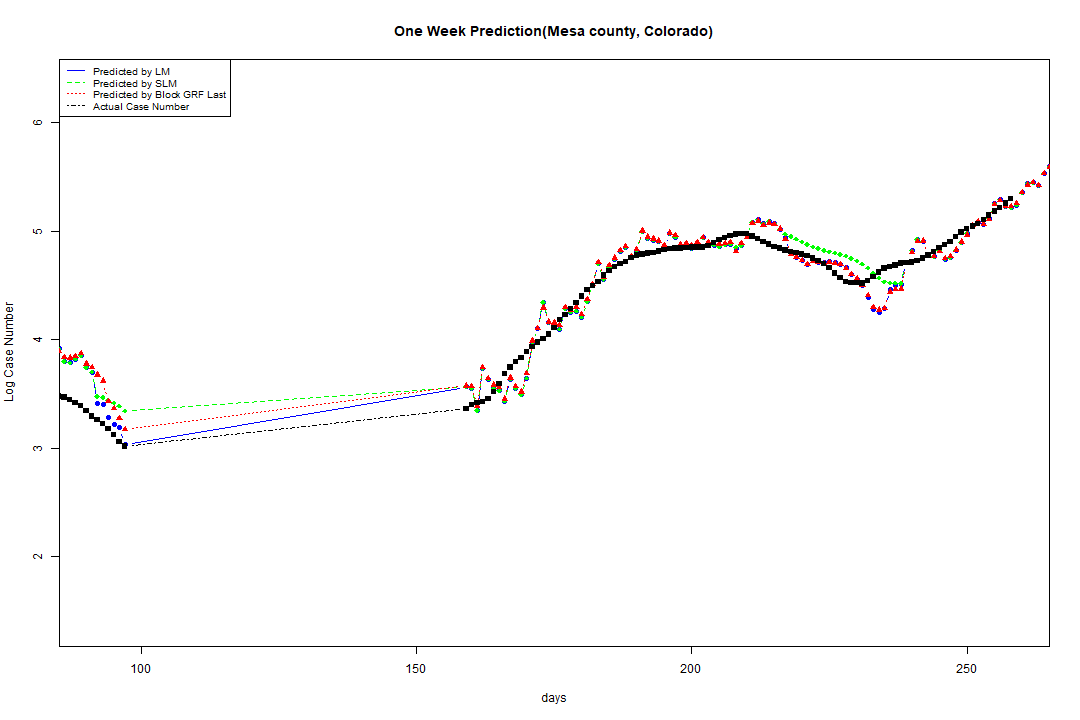 One Week Prediction(Mesa county, Colorado)
Predicted by LM
Predicted by SLM
Predicted by Block GRF Last
Actual Case Number
6
5
4
3
2
Log Case Number
100 150 200 250
days